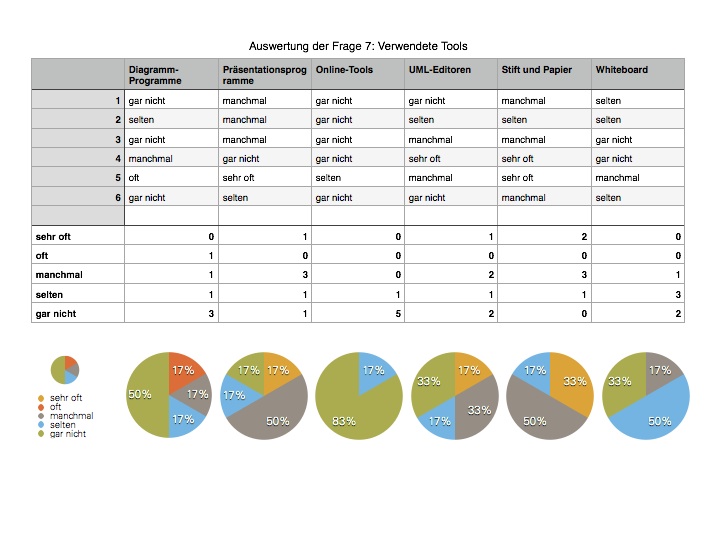 Auswertung der Frage 7: Verwendete Tools
Diagramm- Präsentationsprog Online-Tools UML-Editoren Stift und Papier Whiteboard
Programme ramme
1 gar nicht manchmal gar nicht gar nicht manchmal selten
2 selten manchmal gar nicht selten selten selten
3 gar nicht manchmal gar nicht manchmal manchmal gar nicht
4 manchmal gar nicht gar nicht sehr oft sehr oft gar nicht
5 oft sehr oft selten manchmal sehr oft manchmal
6 gar nicht selten gar nicht gar nicht manchmal selten
sehr oft 0 1 0 1 2 0
oft 1 0 0 0 0 0
manchmal 1 3 0 2 3 1
selten 1 1 1 1 1 3
gar nicht 3 1 5 2 0 2
sehr oft
oft
manchmal
selten
gar nicht
17% 17% 17% 50%
17% 17% 17% 50%
17% 83%
17% 33% 33% 17%
17% 33% 50%
17% 33% 50%